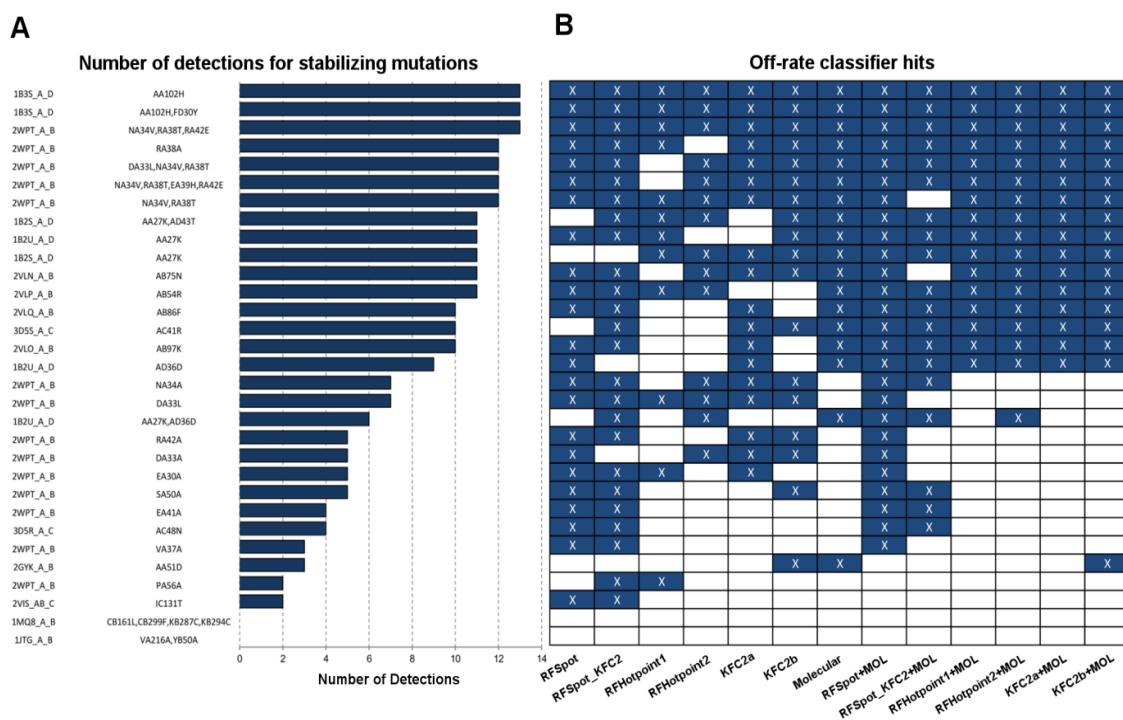 A
B
Number of detections for stabilizing mutations
Off-rate classifier hits
1B3S_A_D AA102H X X X X X X X X X X X X X
1B3S_A_D AA102H,FD30Y X X X X X X X X X X X X X
2WPT_A_B NA34V,RA38T,RA42E X X X X X X X X X X X X X
2WPT_A_B RA38A X X X X X X X X X X X X
2WPT_A_B DA33L,NA34V,RA38T X X X X X X X X X X X X
2WPT_A_B NA34V,RA38T,EA39H,RA42E X X X X X X X X X X X X
2WPT_A_B NA34V,RA38T X X X X X X X X X X X X
1B2S_A_D AA27K,AD43T X X X X X X X X X X X
1B2U_A_D AA27K X X X X X X X X X X X
1B2S_A_D AA27K X X X X X X X X X X X
2VLN_A_B AB75N X X X X X X X X X X X
2VLP_A_B AB54R X X X X X X X X X X X
2VLQ_A_B AB86F X X X X X X X X X X
3D5S_A_C AC41R X X X X X X X X X X
2VLO_A_B AB97K X X X X X X X X X X
1B2U_A_D AD36D X X X X X X X X X
2WPT_A_B NA34A X X X X X X X
2WPT_A_B DA33L X X X X X X X
1B2U_A_D AA27K,AD36D X X X X X X
2WPT_A_B RA42A X X X X X
2WPT_A_B DA33A X X X X X
2WPT_A_B EA30A X X X X X
2WPT_A_B SA50A X X X X X
2WPT_A_B EA41A X X X X
3D5R_A_C AC48N X X X X
2WPT_A_B VA37A X X X
2GYK_A_B AA51D X X X
2WPT_A_B PA56A X X
2VIS_AB_C IC131T X X
1MQ8_A_B CB161L,CB299F,KB287C,KB294C
1JTG_A_B VA216A,YB50A
0 2 4 6 8 10 12 14
Number of Detections
RFSpot
RFSpot_KFC2
RFHotpoint1
RFHotpoint2
KFC2a
KFC2b
Molecular
RFSpot+MOL
RFSpot_KFC2+MOL
RFHotpoint1+MOL
RFHotpoint2+MOL
KFC2a+MOL
KFC2b+MOL